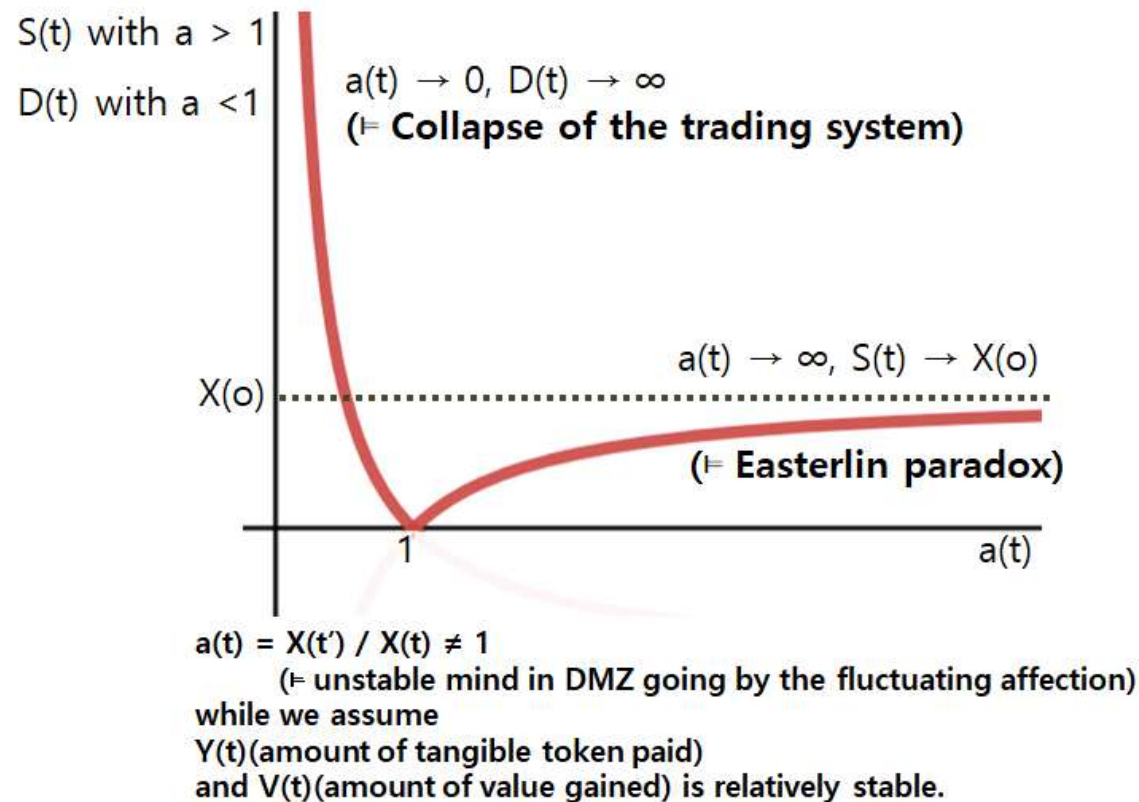 S(t) with a > 1
D(t) with a <1
a(t) → 0, D(t) → ∞
(⊧ Collapse of the trading system)
a(t) → ∞, S(t) → X(o)
X(o)
(⊧ Easterlin paradox)
1
a(t)
a(t) = X(t′) / X(t) ≠ 1
(⊧ unstable mind in DMZ going by the fluctuating affection)
while we assume
Y(t)(amount of tangible token paid)
and V(t)(amount of value gained) is relatively stable.